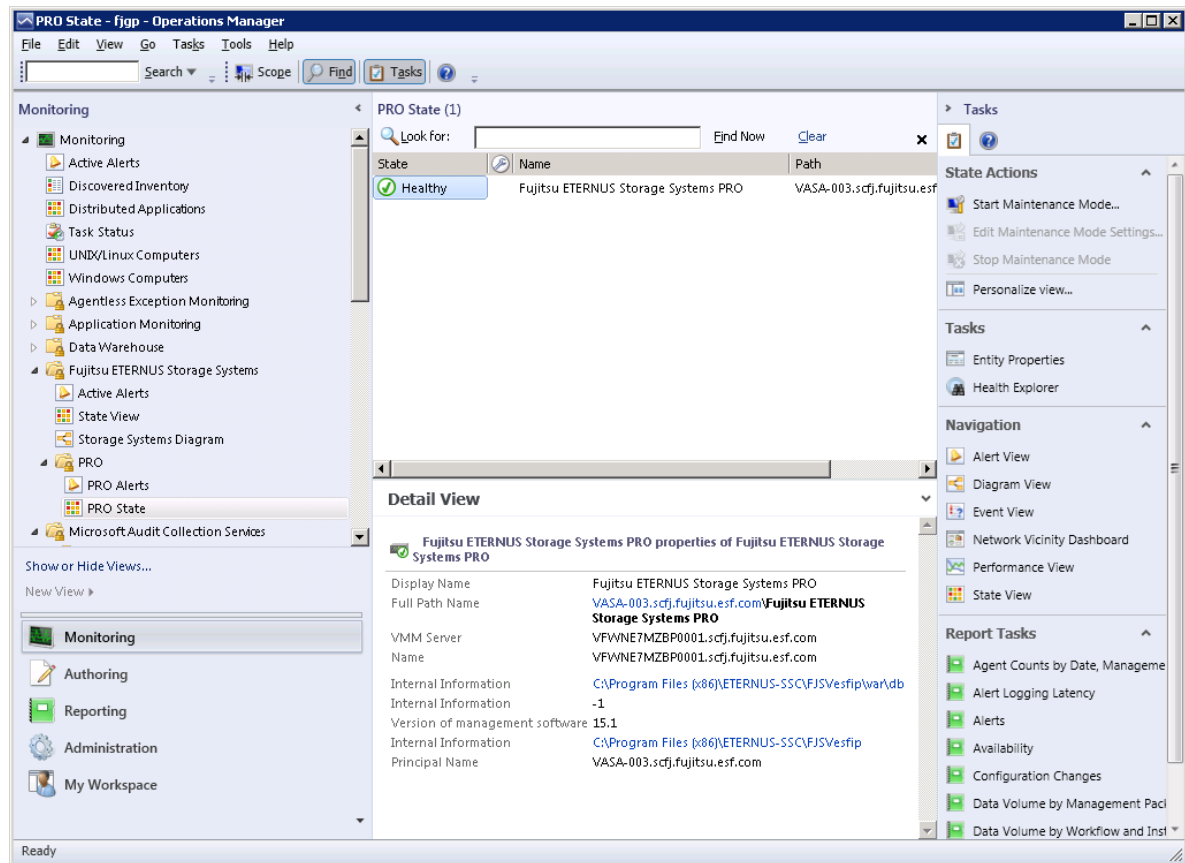 PRO State - fjgp - Operations Manager
File Edit View Go Tasks Tools Help
Search Scope Find Tasks
Monitoring
Monitoring
Active Alerts
Discovered Inventory
Distributed Applications
Task Status
UNIX/Linux Computers
Windows Computers
Agentless Exception Monitoring
Application Monitoring
Data Warehouse
Fujitsu ETERNUS Storage Systems
Active Alerts
State View
Storage Systems Diagram
PRO
PRO Alerts
PRO State
Microsoft Audit Collection Services
Show or Hide Views...
New View
Monitoring
Authoring
Reporting
Administration
My Workspace
PRO State (1)
Look for: Find Now Clear
State Name Path
Healthy Fujitsu ETERNUS Storage Systems PRO VASA-003.scfj.fujitsu.esf
Detail View
Fujitsu ETERNUS Storage Systems PRO properties of Fujitsu ETERNUS Storage
Systems PRO
Display Name Fujitsu ETERNUS Storage Systems PRO
Full Path Name VASA-003.scfj.fujitsu.esf.com\Fujitsu ETERNUS
Storage Systems PRO
VMM Server VFWNE7MZBP0001.scfj.fujitsu.esf.com
Name VFWNE7MZBP0001.scfj.fujitsu.esf.com
Internal Information C:\Program Files (x86)\ETERNUS-SSC\FJSVesfip\var\db
Internal Information -1
Version of management software 15.1
Internal Information C:\Program Files (x86)\ETERNUS-SSC\FJSVesfip
Principal Name VASA-003.scfj.fujitsu.esf.com
Tasks
State Actions
Start Maintenance Mode...
Edit Maintenance Mode Settings...
Stop Maintenance Mode
Personalize view...
Tasks
Entity Properties
Health Explorer
Navigation
Alert View
Diagram View
Event View
Network Vicinity Dashboard
Performance View
State View
Report Tasks
Agent Counts by Date, Manageme
Alert Logging Latency
Alerts
Availability
Configuration Changes
Data Volume by Management Pack
Data Volume by Workflow and Inst
Ready